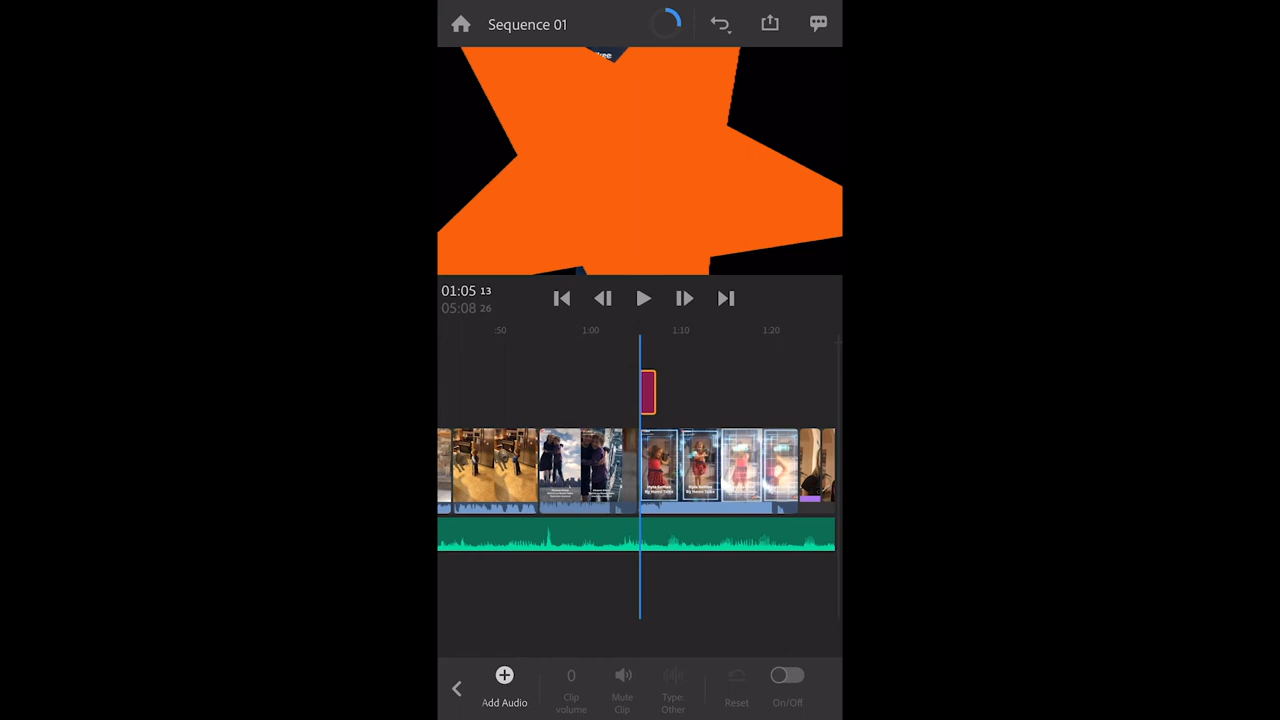 Sequence 01
01:05 13
05:08 26
:50
1:00
1:10
1:20
0
Add Audio
Clip volume
Mute Clip
Type: Other
Reset
On/Off